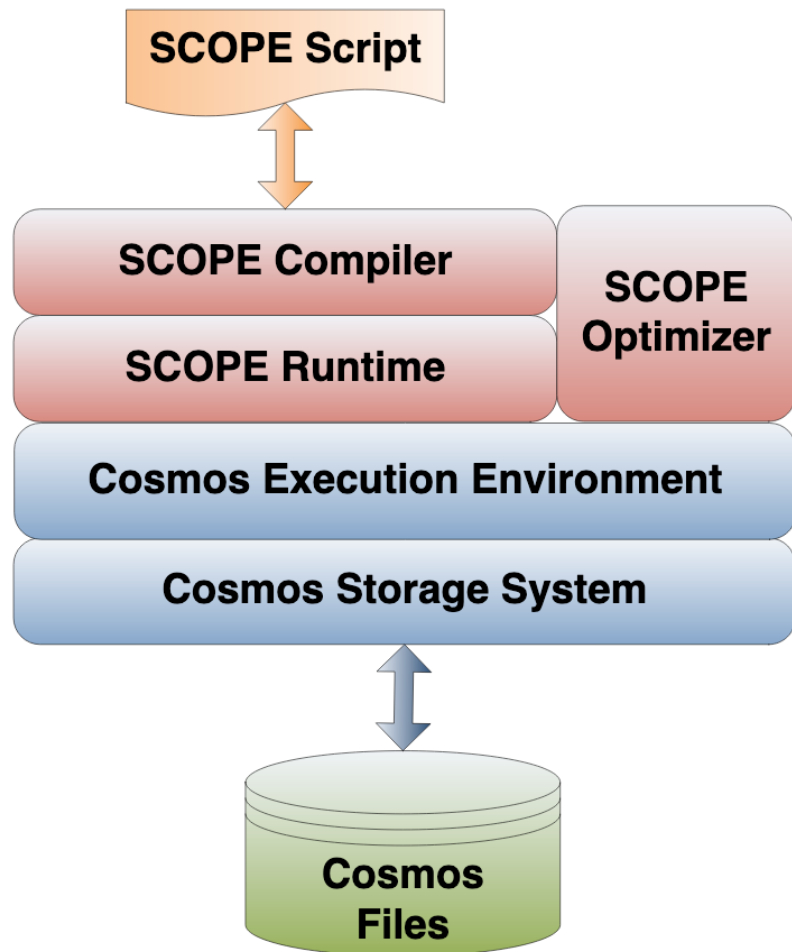 SCOPE Script
SCOPE Compiler
SCOPE
Optimizer
SCOPE Runtime
Cosmos Execution Environment
Cosmos Storage System
Cosmos
Files